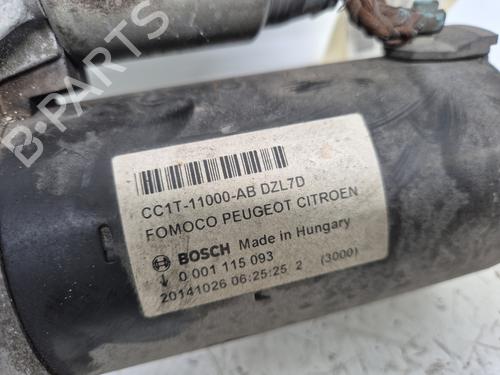 B-PARTS
CC1T-11000-AB DZL7D
FOMOCO PEUGEOT CITROEN
BOSCH Made in Hungary
0 001 115 093
20141026 06:25:25 2 (3000)